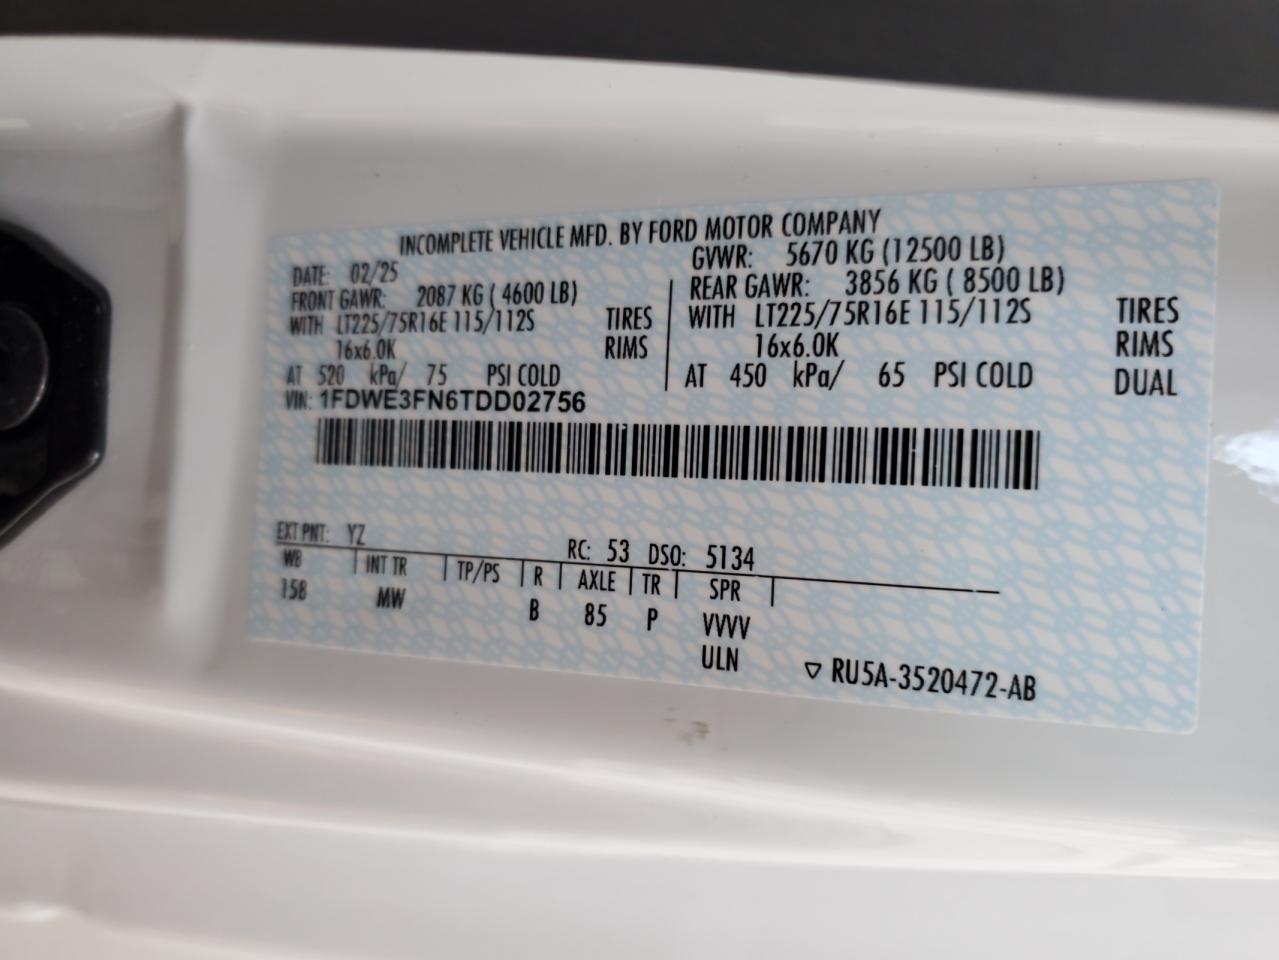 INCOMPLETE VEHICLE MFD. BY FORD MOTOR COMPANY
DATE: 02/25 GVWR: 5670 KG (12500 LB)
FRONT GAWR: 2087 KG ( 4600 LB) REAR GAWR: 3856 KG ( 8500 LB)
WITH LT225/75R16E 115/112S TIRES WITH LT225/75R16E 115/112S TIRES
16x6.0K RIMS 16x6.0K RIMS
AT 520 kPa/ 75 PSI COLD AT 450 kPa/ 65 PSI COLD DUAL
VIN: 1FDWE3FN6TDD02756
EXT PNT: YZ RC: 53 DSO: 5134
WB INT TR TP/PS R AXLE TR SPR
158 MW B 85 P VVVV
ULN ▽ RU5A-3520472-AB